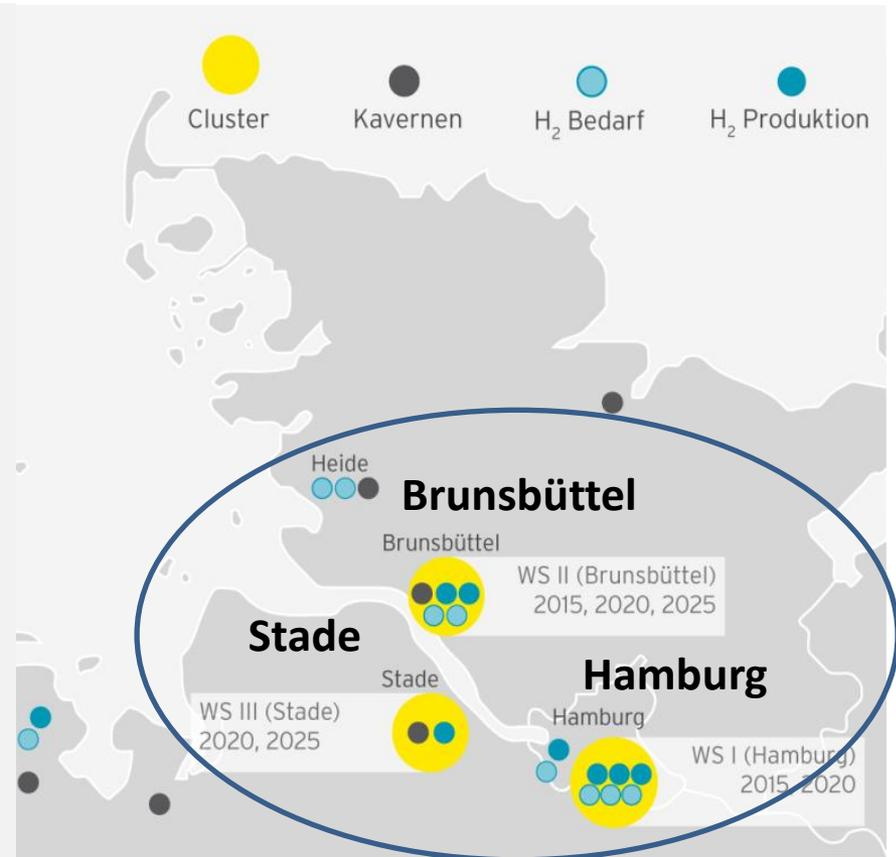 Cluster
Kavernen
H₂ Bedarf
H₂ Produktion
Heide
Brunsbüttel
Brunsbüttel
WS II (Brunsbüttel)
2015, 2020, 2025
Stade
Stade
WS III (Stade)
2020, 2025
Hamburg
Hamburg
WS I (Hamburg)
2015, 2020